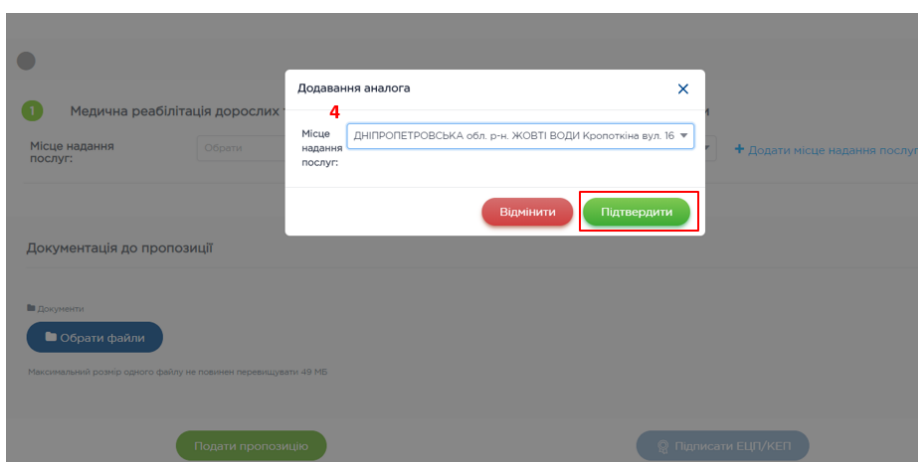 Додавання аналога
4
1 Медична реабілітація дорослих
Місце надання послуг:
Обрати
Місце надання послуг:
ДНІПРОПЕТРОВСЬКА обл. р-н. ЖОВТІ ВОДИ Кропоткіна вул. 16
+ Додати місце надання послуг
Відмінити
Підтвердити
Документація до пропозиції
Документи
Обрати файли
Максимальний розмір одного файлу не повинен перевищувати 49 МБ
Подати пропозицію
Підписати ЕЦП/КЕП